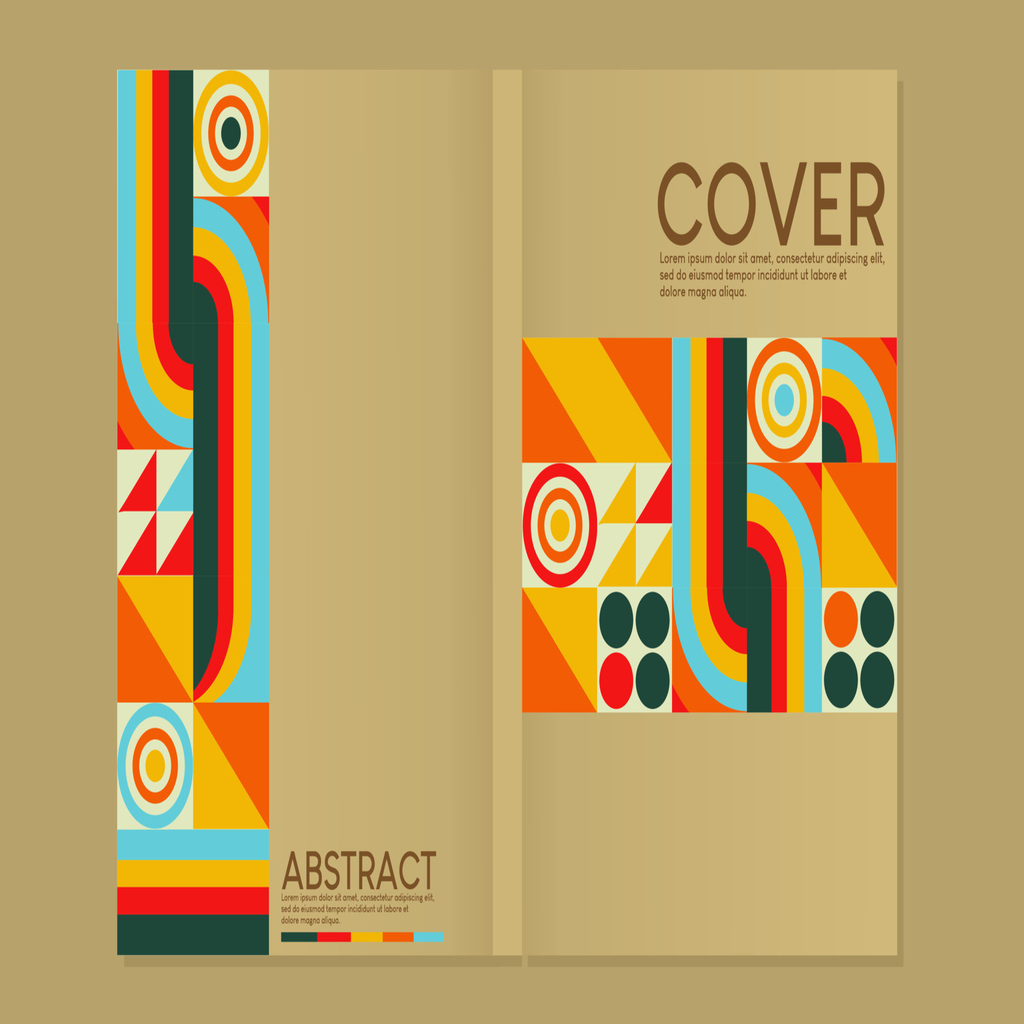 COVER
Lorem ipsum dolor sit amet, consectetur adipiscing elit,
sed do eiusmod tempor incididunt ut labore et
dolore magna aliqua.
ABSTRACT
Lorem ipsum dolor sit amet, consectetur adipiscing elit,
sed do eiusmod tempor incididunt ut labore et
dolore magna aliqua.